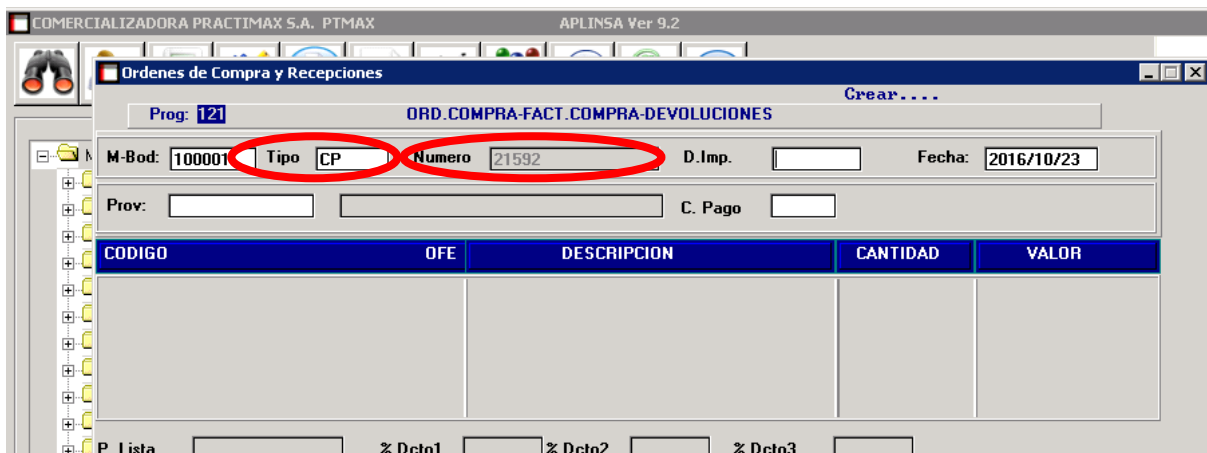 COMERCIALIZADORA PRACTIMAX S.A. PTMAX APLINSA Ver 9.2
Ordenes de Compra y Recepciones
Crear....
Prog: 121 ORD.COMPRA-FACT.COMPRA-DEVOLUCIONES
M-Bod: 100001 Tipo CP Numero 21592 D.Imp. Fecha: 2016/10/23
Prov: C. Pago
CODIGO OFE DESCRIPCION CANTIDAD VALOR
P. Lista % Dcto1 % Dcto2 % Dcto3